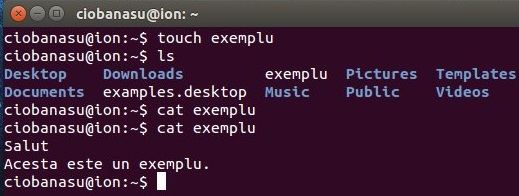 ciobanasu@ion: ~
ciobanasu@ion:~$ touch exemplu
ciobanasu@ion:~$ ls
Desktop    Downloads         exemplu  Pictures  Templates
Documents  examples.desktop  Music    Public    Videos
ciobanasu@ion:~$ cat exemplu
ciobanasu@ion:~$ cat exemplu
Salut
Acesta este un exemplu.
ciobanasu@ion:~$